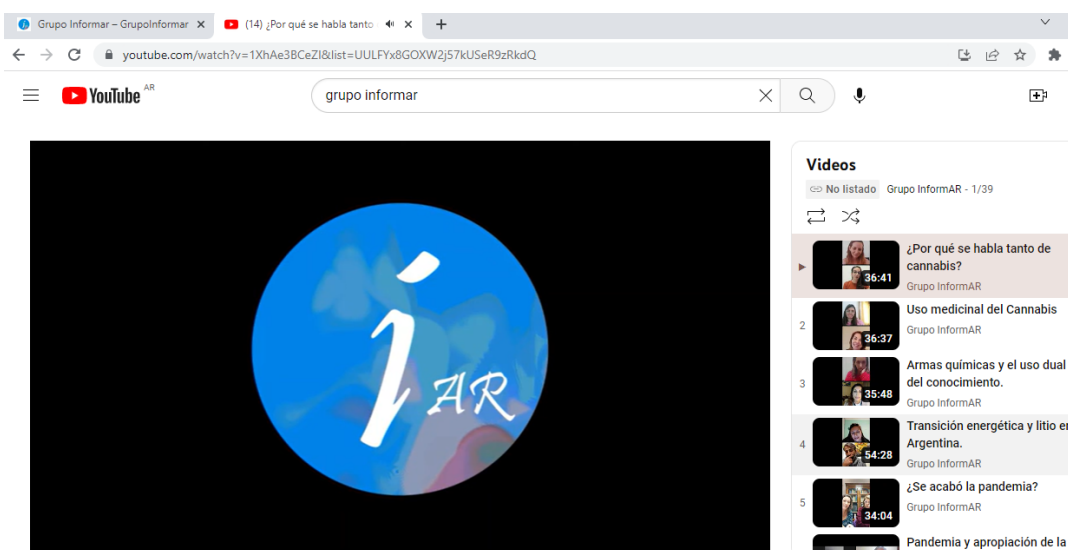 Grupo Informar – GrupoInformar
(14) ¿Por qué se habla tanto
youtube.com/watch?v=1XhAe3BCeZI&list=UULFYx8GOXW2j57kUSeR9zRkdQ
YouTube AR
grupo informar
í AR
Videos
No listado Grupo InformAR - 1/39
¿Por qué se habla tanto de
cannabis?
36:41
Grupo InformAR
2
Uso medicinal del Cannabis
Grupo InformAR
36:37
3
Armas químicas y el uso dual
del conocimiento.
35:48
Grupo InformAR
4
Transición energética y litio en
Argentina.
54:28
Grupo InformAR
5
¿Se acabó la pandemia?
Grupo InformAR
34:04
Pandemia y apropiación de la